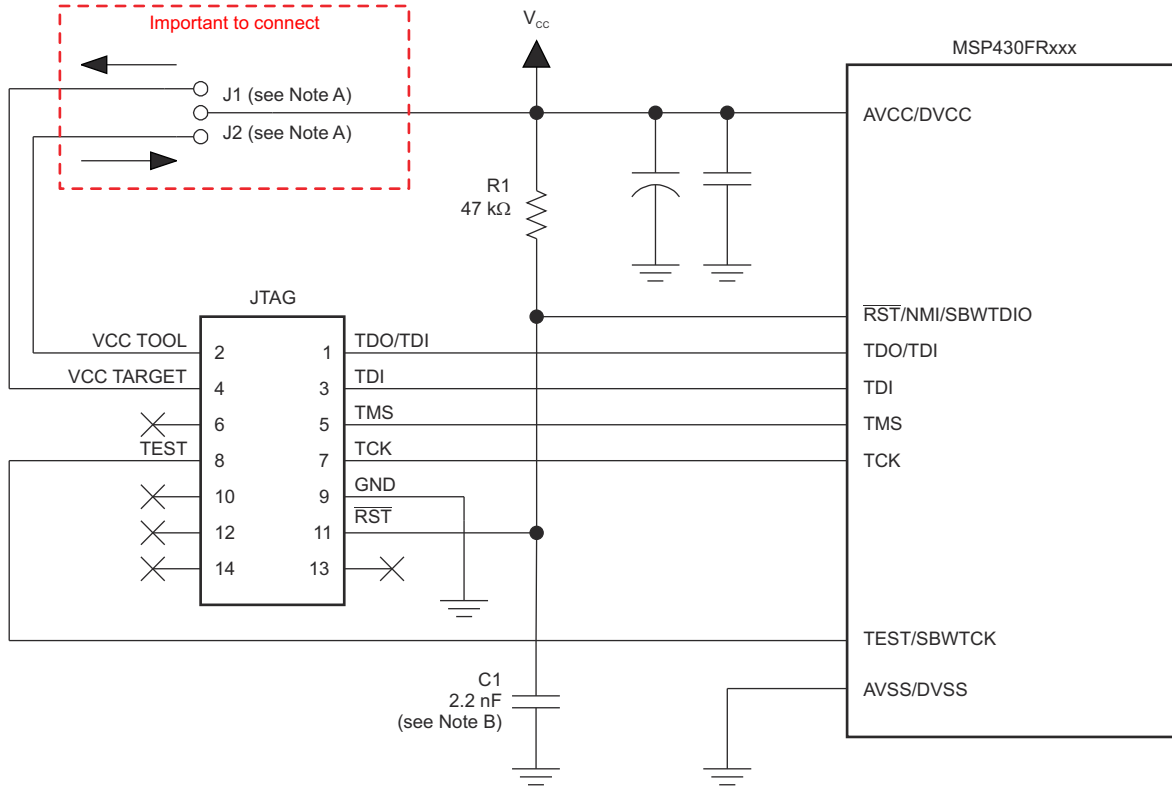 Important to connect
VCC
MSP430FRxxx
J1 (see Note A)
J2 (see Note A)
AVCC/DVCC
R1
47 kΩ
JTAG
RST/NMI/SBWTDIO
VCC TOOL
2
1
TDO/TDI
TDO/TDI
VCC TARGET
4
3
TDI
TDI
6
5
TMS
TMS
TEST
8
7
TCK
TCK
10
9
GND
12
11
RST
14
13
TEST/SBWTCK
C1
2.2 nF
(see Note B)
AVSS/DVSS